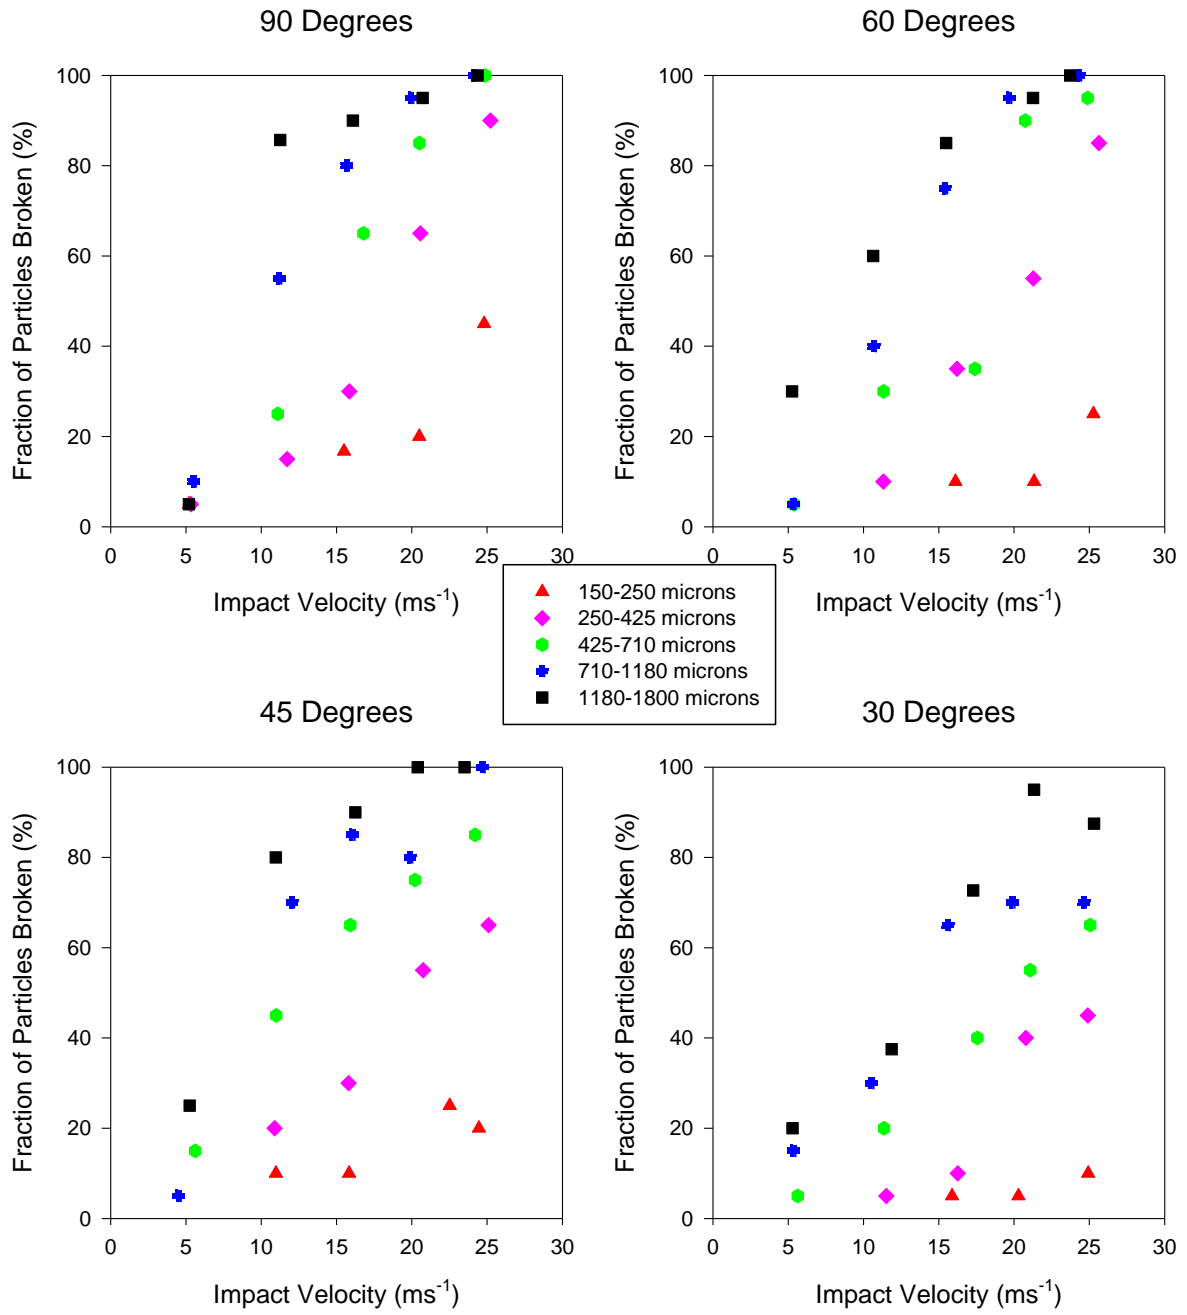 90 Degrees
60 Degrees
Fraction of Particles Broken (%)
100
80
60
40
20
0
0 5 10 15 20 25 30
Impact Velocity (ms-1)
Fraction of Particles Broken (%)
100
80
60
40
20
0
0 5 10 15 20 25 30
Impact Velocity (ms-1)
150-250 microns
250-425 microns
425-710 microns
710-1180 microns
1180-1800 microns
45 Degrees
30 Degrees
Fraction of Particles Broken (%)
100
80
60
40
20
0
0 5 10 15 20 25 30
Impact Velocity (ms-1)
Fraction of Particles Broken (%)
100
80
60
40
20
0
0 5 10 15 20 25 30
Impact Velocity (ms-1)